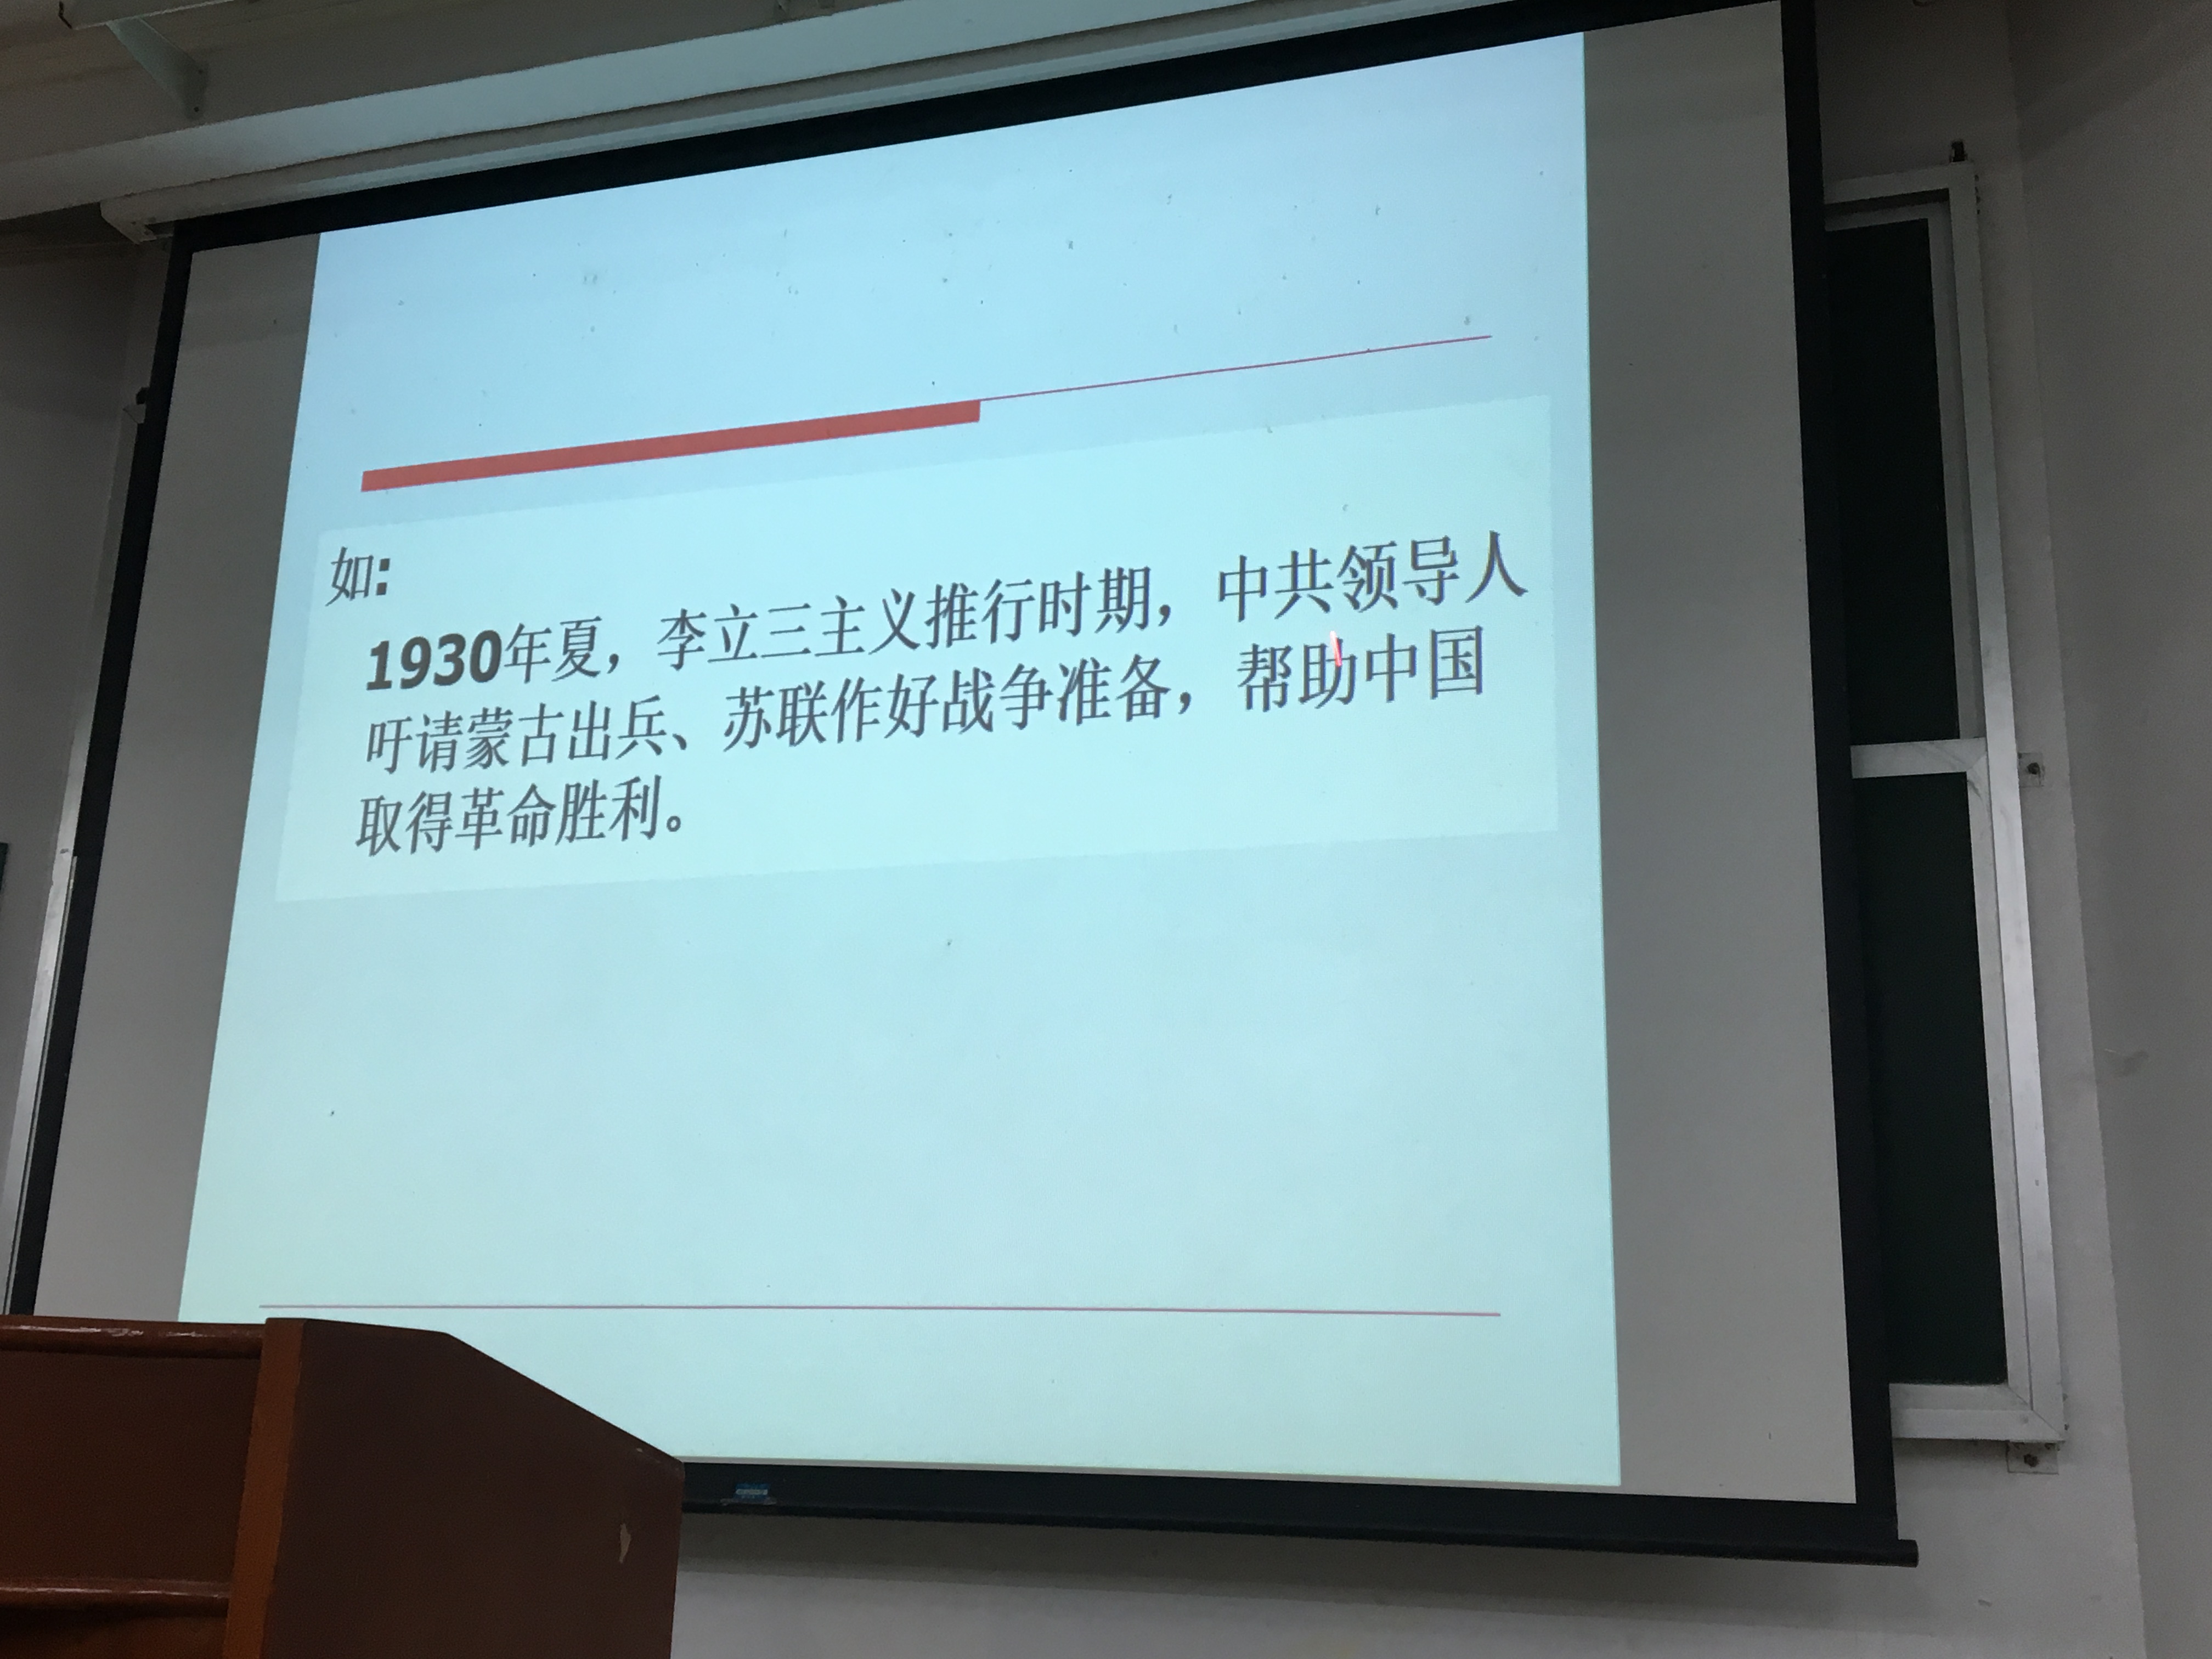 如:
1930年夏，李立三主义推行时期，中共领导人
吁请蒙古出兵、苏联作好战争准备，帮助中国
取得革命胜利。